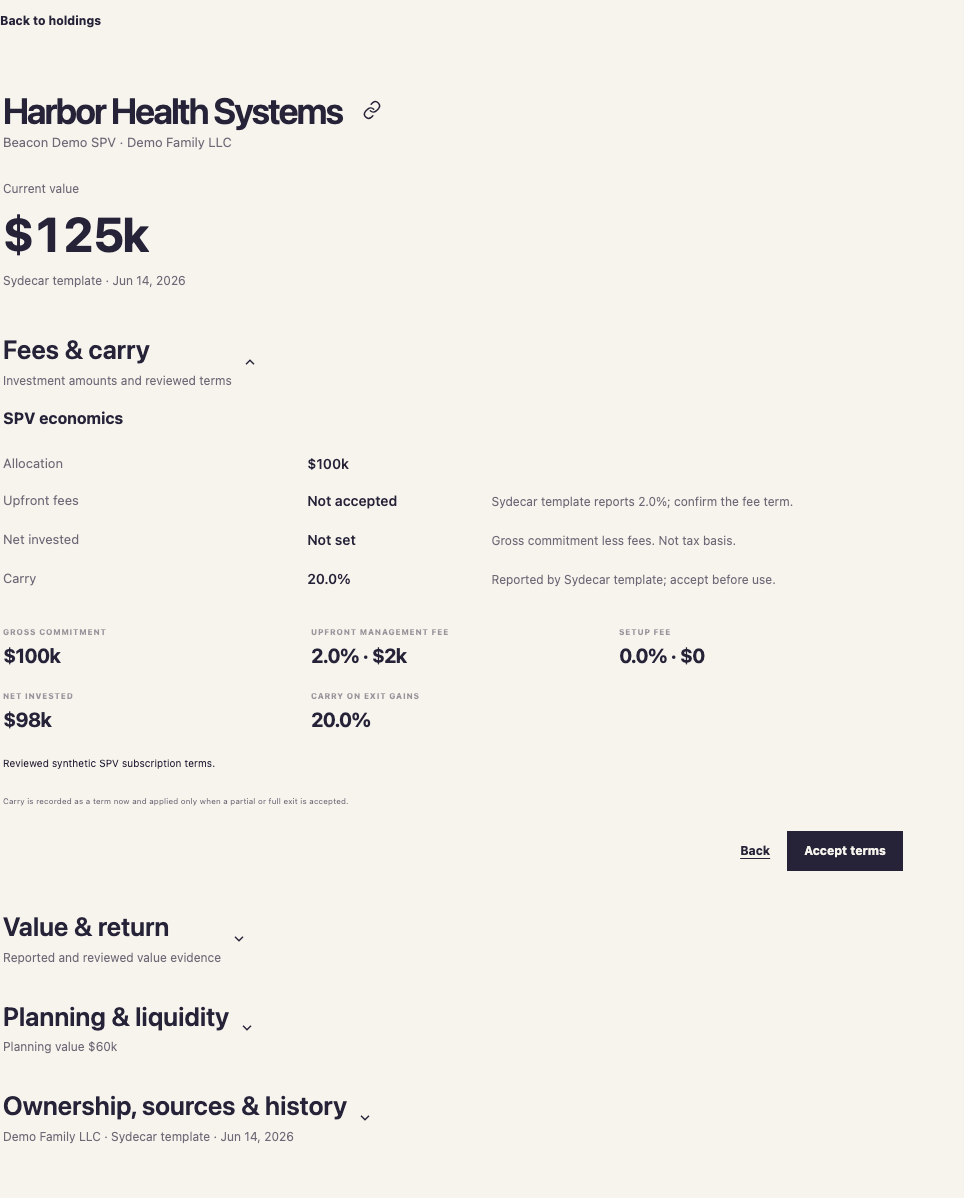 Back to holdings
Harbor Health Systems
Beacon Demo SPV · Demo Family LLC
Current value
$125k
Sydecar template · Jun 14, 2026
Fees & carry
Investment amounts and reviewed terms
SPV economics
Allocation $100k
Upfront fees Not accepted Sydecar template reports 2.0%; confirm the fee term.
Net invested Not set Gross commitment less fees. Not tax basis.
Carry 20.0% Reported by Sydecar template; accept before use.
GROSS COMMITMENT UPFRONT MANAGEMENT FEE SETUP FEE
$100k 2.0% · $2k 0.0% · $0
NET INVESTED CARRY ON EXIT GAINS
$98k 20.0%
Reviewed synthetic SPV subscription terms.
Carry is recorded as a term now and applied only when a partial or full exit is accepted.
Back Accept terms
Value & return
Reported and reviewed value evidence
Planning & liquidity
Planning value $60k
Ownership, sources & history
Demo Family LLC · Sydecar template · Jun 14, 2026